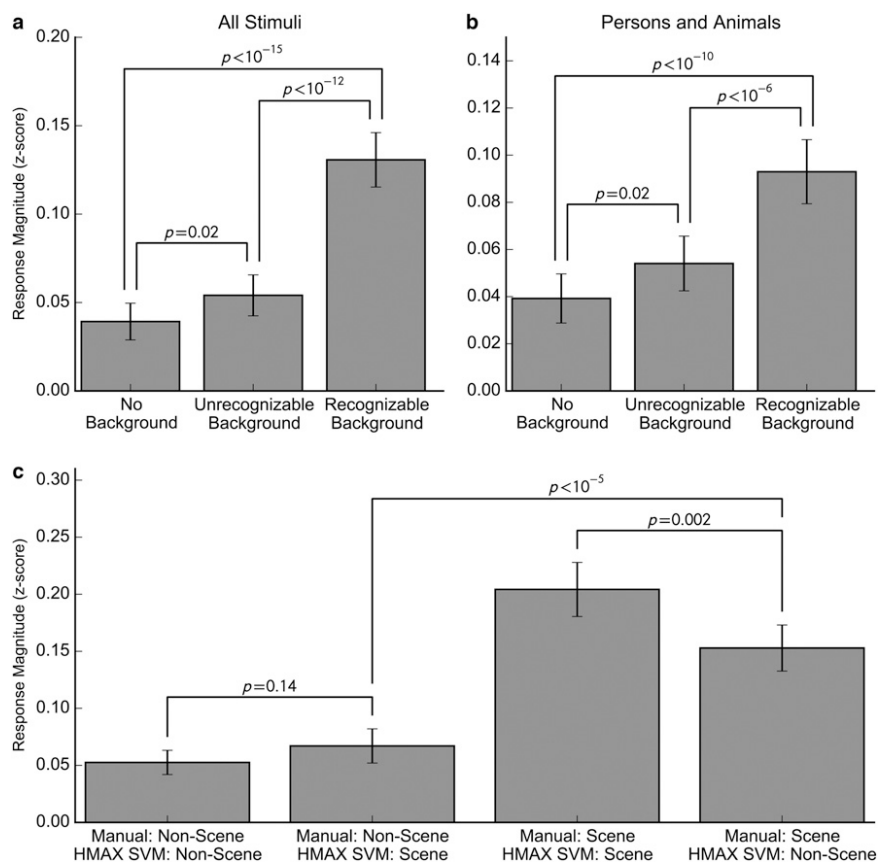 a All Stimuli
0.20
0.15
0.10
0.05
0.00
Response Magnitude (z-score)
p<10−15
p<10−12
p=0.02
No Background
Unrecognizable Background
Recognizable Background
b Persons and Animals
0.14
0.12
0.10
0.08
0.06
0.04
0.02
0.00
p<10−10
p<10−6
p=0.02
No Background
Unrecognizable Background
Recognizable Background
c
0.30
0.25
0.20
0.15
0.10
0.05
0.00
Response Magnitude (z-score)
p<10−5
p=0.002
p=0.14
Manual: Non-Scene
HMAX SVM: Non-Scene
Manual: Non-Scene
HMAX SVM: Scene
Manual: Scene
HMAX SVM: Scene
Manual: Scene
HMAX SVM: Non-Scene